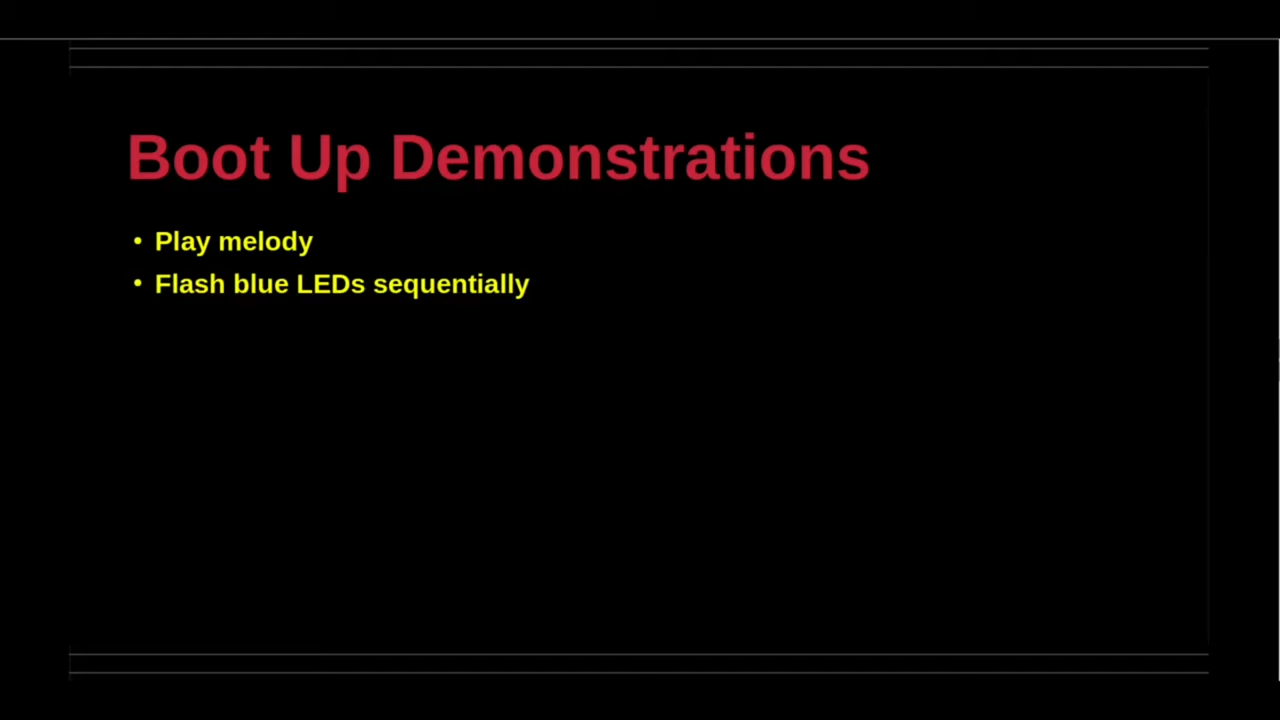 Boot Up Demonstrations
• Play melody
• Flash blue LEDs sequentially